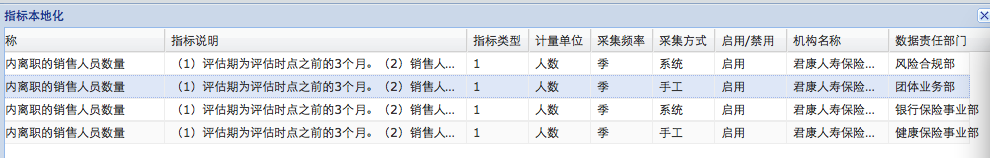 指标本地化
称 指标说明 指标类型 计量单位 采集频率 采集方式 启用/禁用 机构名称 数据责任部门
内离职的销售人员数量 （1）评估期为评估时点之前的3个月。（2）销售人... 1 人数 季 系统 启用 君康人寿保险... 风险合规部
内离职的销售人员数量 （1）评估期为评估时点之前的3个月。（2）销售人... 1 人数 季 手工 启用 君康人寿保险... 团体业务部
内离职的销售人员数量 （1）评估期为评估时点之前的3个月。（2）销售人... 1 人数 季 系统 启用 君康人寿保险... 银行保险事业部
内离职的销售人员数量 （1）评估期为评估时点之前的3个月。（2）销售人... 1 人数 季 手工 启用 君康人寿保险... 健康保险事业部